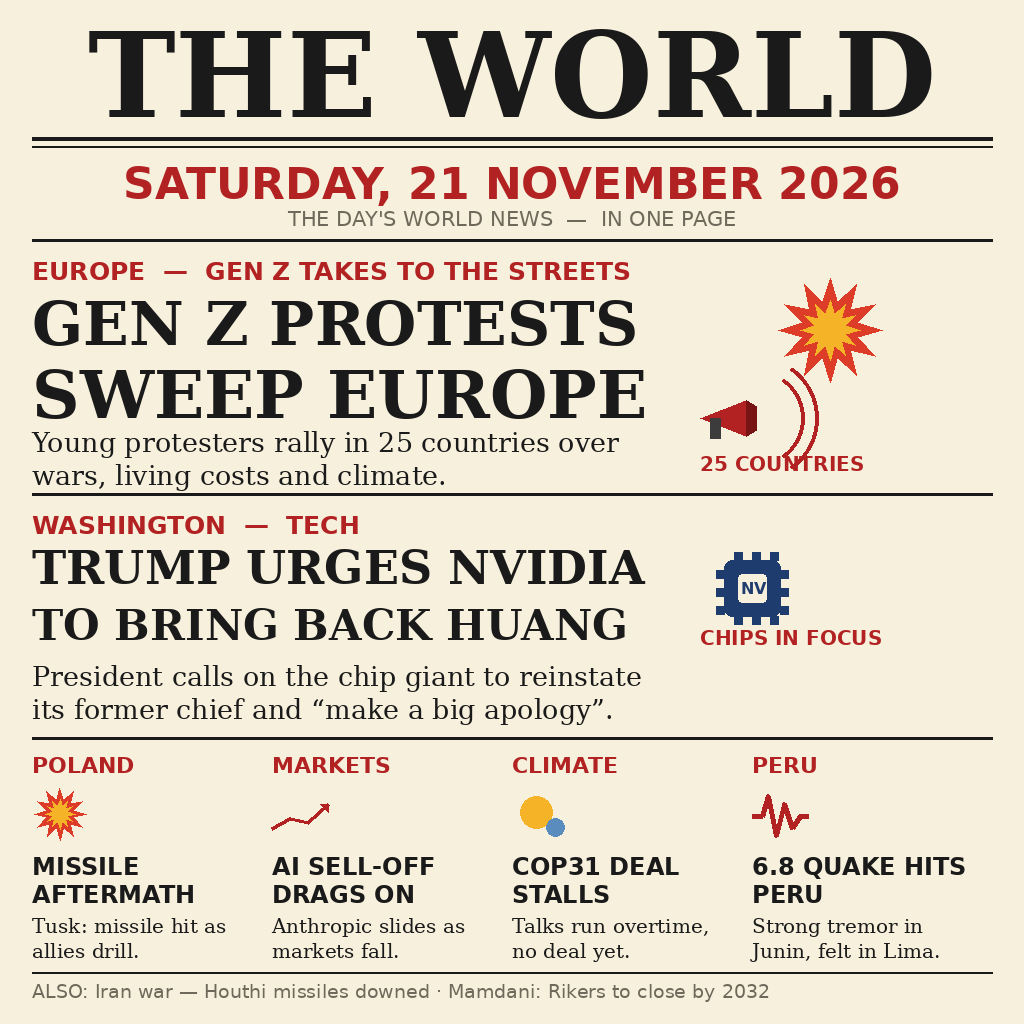 THE WORLD
SATURDAY, 21 NOVEMBER 2026
THE DAY'S WORLD NEWS — IN ONE PAGE
EUROPE — GEN Z TAKES TO THE STREETS
GEN Z PROTESTS
SWEEP EUROPE
Young protesters rally in 25 countries over
wars, living costs and climate.
25 COUNTRIES
WASHINGTON — TECH
TRUMP URGES NVIDIA
TO BRING BACK HUANG
President calls on the chip giant to reinstate
its former chief and “make a big apology”.
NV
CHIPS IN FOCUS
POLAND
MISSILE
AFTERMATH
Tusk: missile hit as
allies drill.
MARKETS
AI SELL-OFF
DRAGS ON
Anthropic slides as
markets fall.
CLIMATE
COP31 DEAL
STALLS
Talks run overtime,
no deal yet.
PERU
6.8 QUAKE HITS
PERU
Strong tremor in
Junin, felt in Lima.
ALSO: Iran war — Houthi missiles downed · Mamdani: Rikers to close by 2032